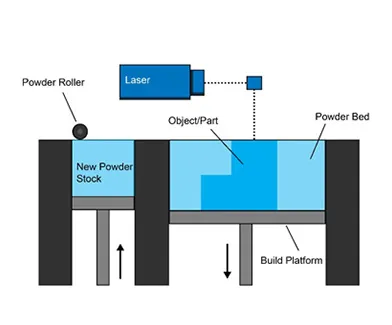 Laser
Powder Roller
Object/Part
Powder Bed
New Powder
Stock
Build Platform